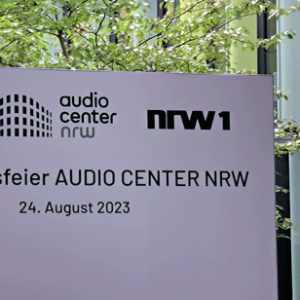 audio
center
nrw
nrw1
sfeier AUDIO CENTER NRW
24. August 2023